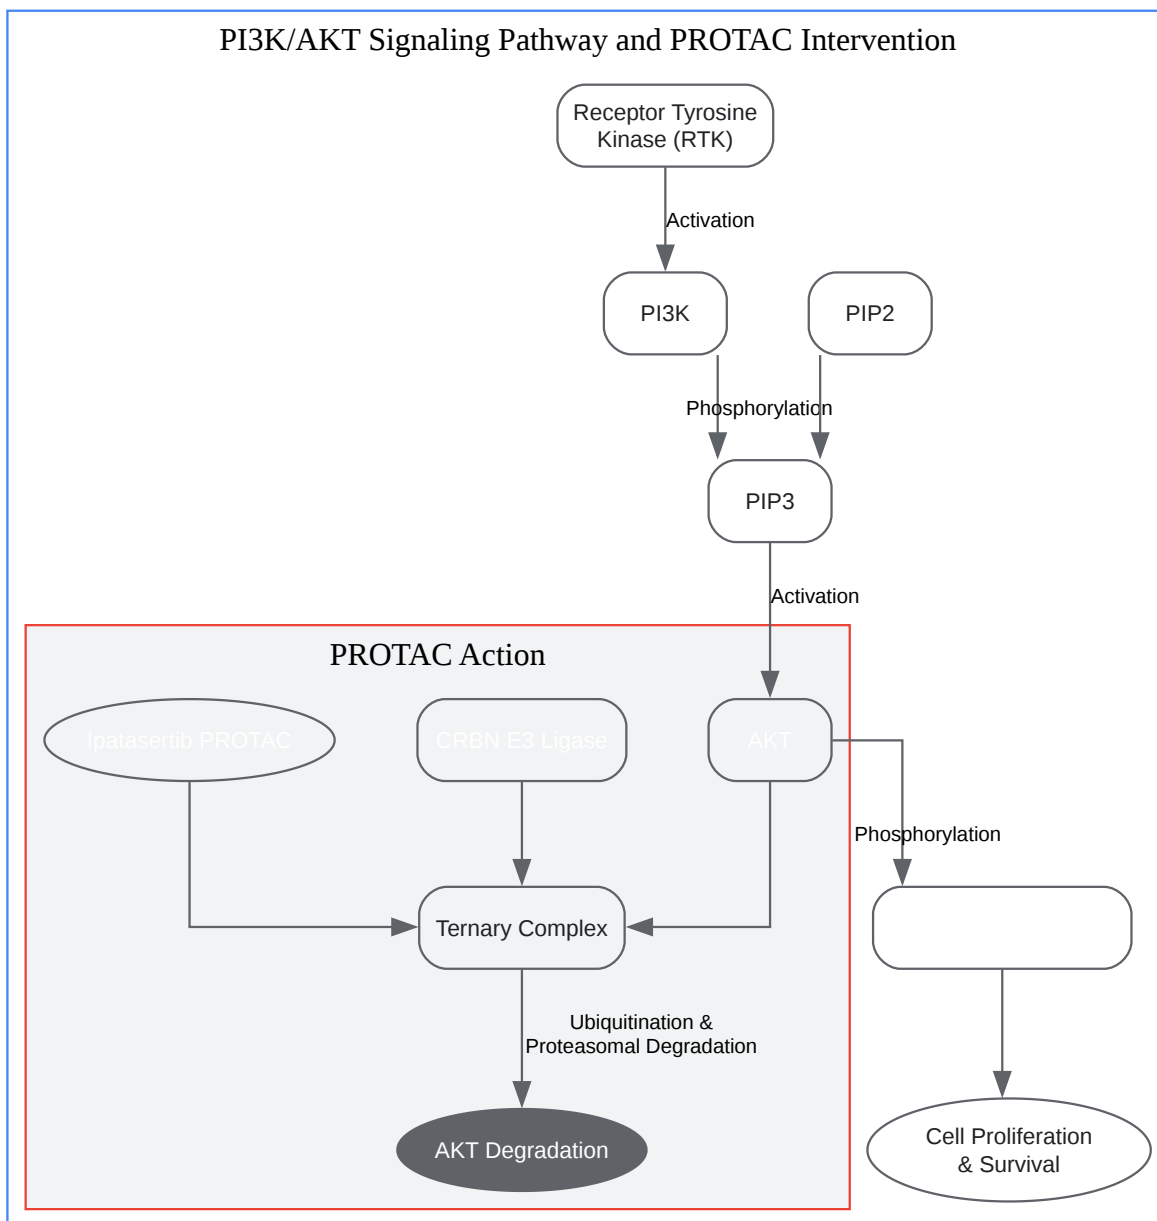 PI3K/AKT Signaling Pathway and PROTAC Intervention
Receptor Tyrosine
Kinase (RTK)
Activation
PI3K
PIP2
Phosphorylation
PIP3
Activation
PROTAC Action
Ipatasertib PROTAC
CRBN E3 Ligase
AKT
Phosphorylation
Ternary Complex
Ubiquitination &
Proteasomal Degradation
AKT Degradation
Cell Proliferation
& Survival